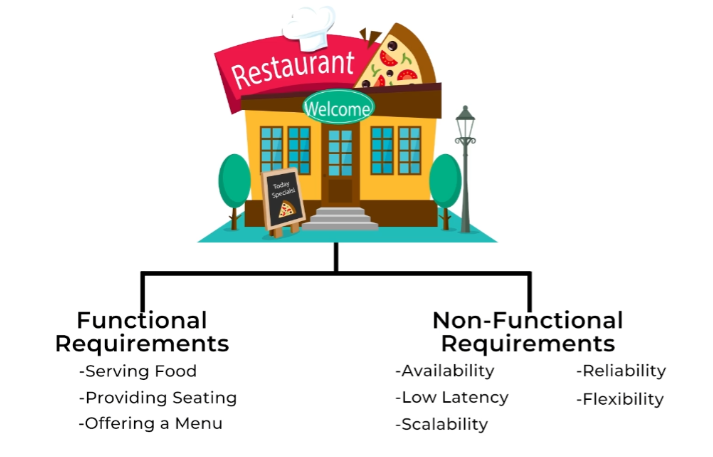 Restaurant
Welcome
Today
Specials
Functional
Requirements
-Serving Food
-Providing Seating
-Offering a Menu
Non-Functional
Requirements
-Availability
-Low Latency
-Scalability
-Reliability
-Flexibility